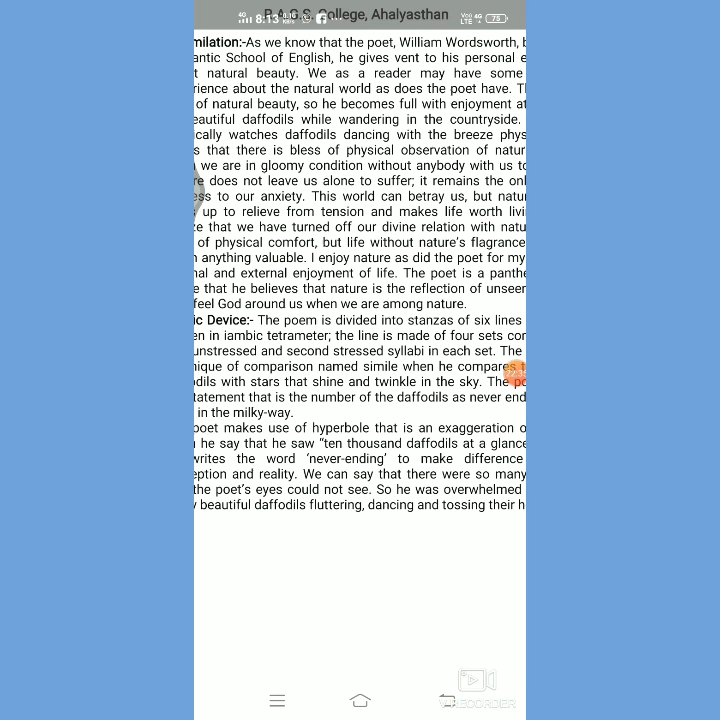 R.A.G.S. College, Ahalyasthan
8:13
75
milation:-As we know that the poet, William Wordsworth, b
antic School of English, he gives vent to his personal e
t natural beauty. We as a reader may have some
rience about the natural world as does the poet have. Tl
of natural beauty, so he becomes full with enjoyment at
eautiful daffodils while wandering in the countryside.
ically watches daffodils dancing with the breeze phys
s that there is bless of physical observation of natur
we are in gloomy condition without anybody with us to
re does not leave us alone to suffer; it remains the onl
ess to our anxiety. This world can betray us, but natu
up to relieve from tension and makes life worth livi
ze that we have turned off our divine relation with natu
of physical comfort, but life without nature's flagrance
n anything valuable. I enjoy nature as did the poet for my
nal and external enjoyment of life. The poet is a panthe
e that he believes that nature is the reflection of unseer
feel God around us when we are among nature.
ic Device:- The poem is divided into stanzas of six lines
en in iambic tetrameter; the line is made of four sets con
unstressed and second stressed syllabi in each set. The
nique of comparison named simile when he compares t
odils with stars that shine and twinkle in the sky. The po
tatement that is the number of the daffodils as never end
in the milky-way.
poet makes use of hyperbole that is an exaggeration o
he say that he saw “ten thousand daffodils at a glance
writes the word ‘never-ending’ to make difference
eption and reality. We can say that there were so many
the poet’s eyes could not see. So he was overwhelmed
beautiful daffodils fluttering, dancing and tossing their h
V RECORDER